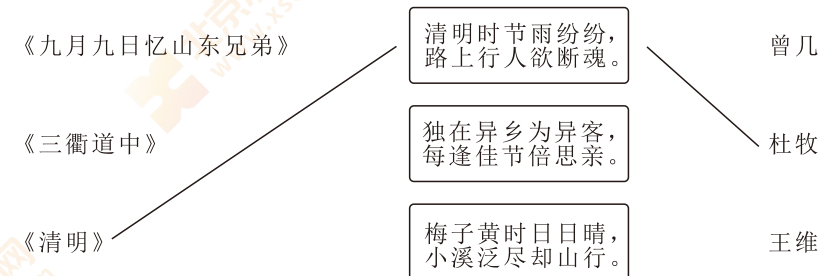 《九月九日忆山东兄弟》
清明时节雨纷纷,
路上行人欲断魂。
曾几
《三衢道中》
独在异乡为异客,
每逢佳节倍思亲。
杜牧
《清明》
梅子黄时日日晴,
小溪泛尽却山行。
王维